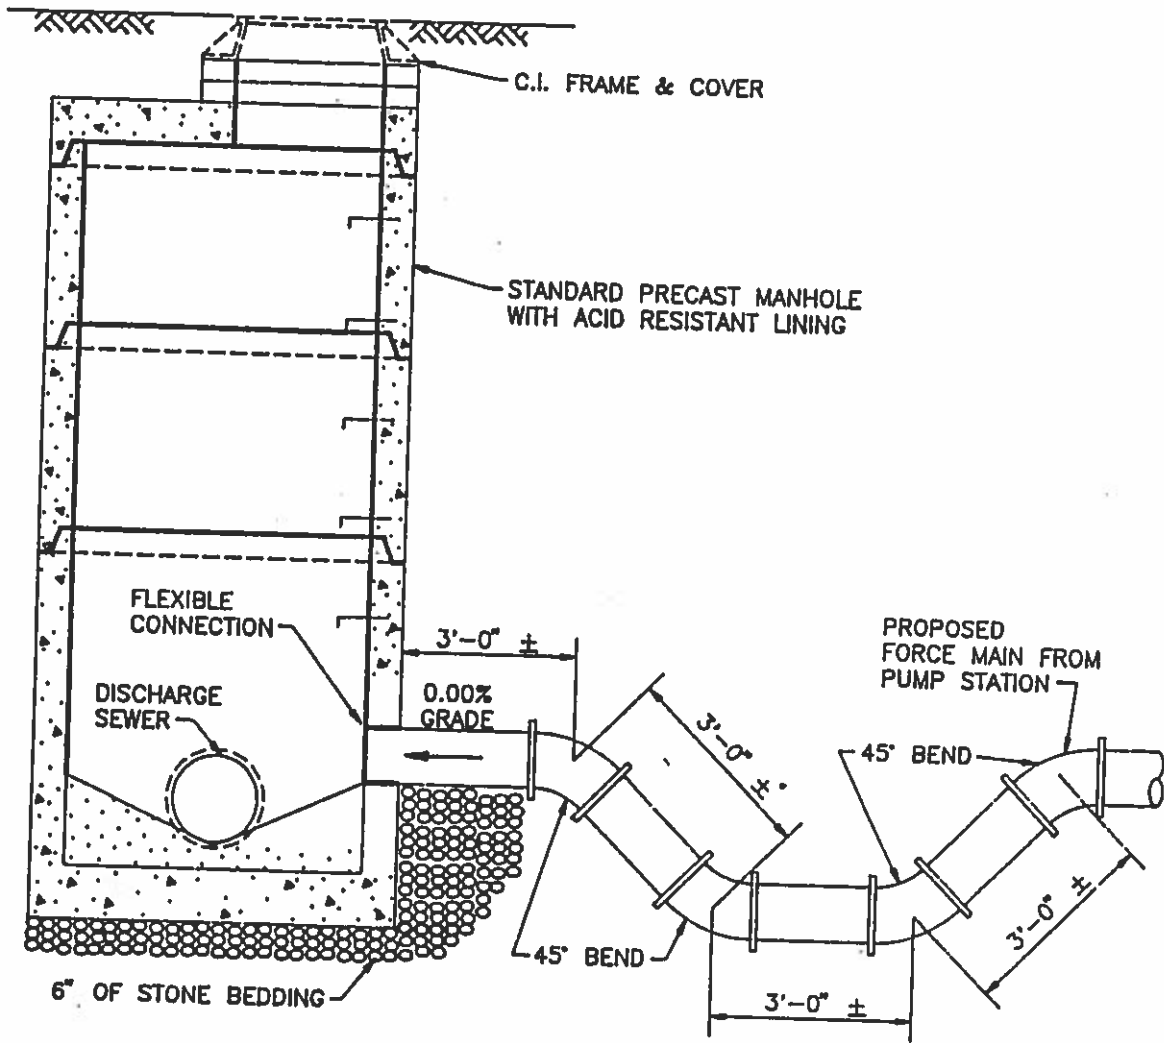 C.I. FRAME & COVER
STANDARD PRECAST MANHOLE
WITH ACID RESISTANT LINING
FLEXIBLE
CONNECTION
3'-0" ±
PROPOSED
FORCE MAIN FROM
PUMP STATION
DISCHARGE
SEWER
0.00%
GRADE
3'-0" ±
45° BEND
45° BEND
3'-0" ±
3'-0" ±
6" OF STONE BEDDING